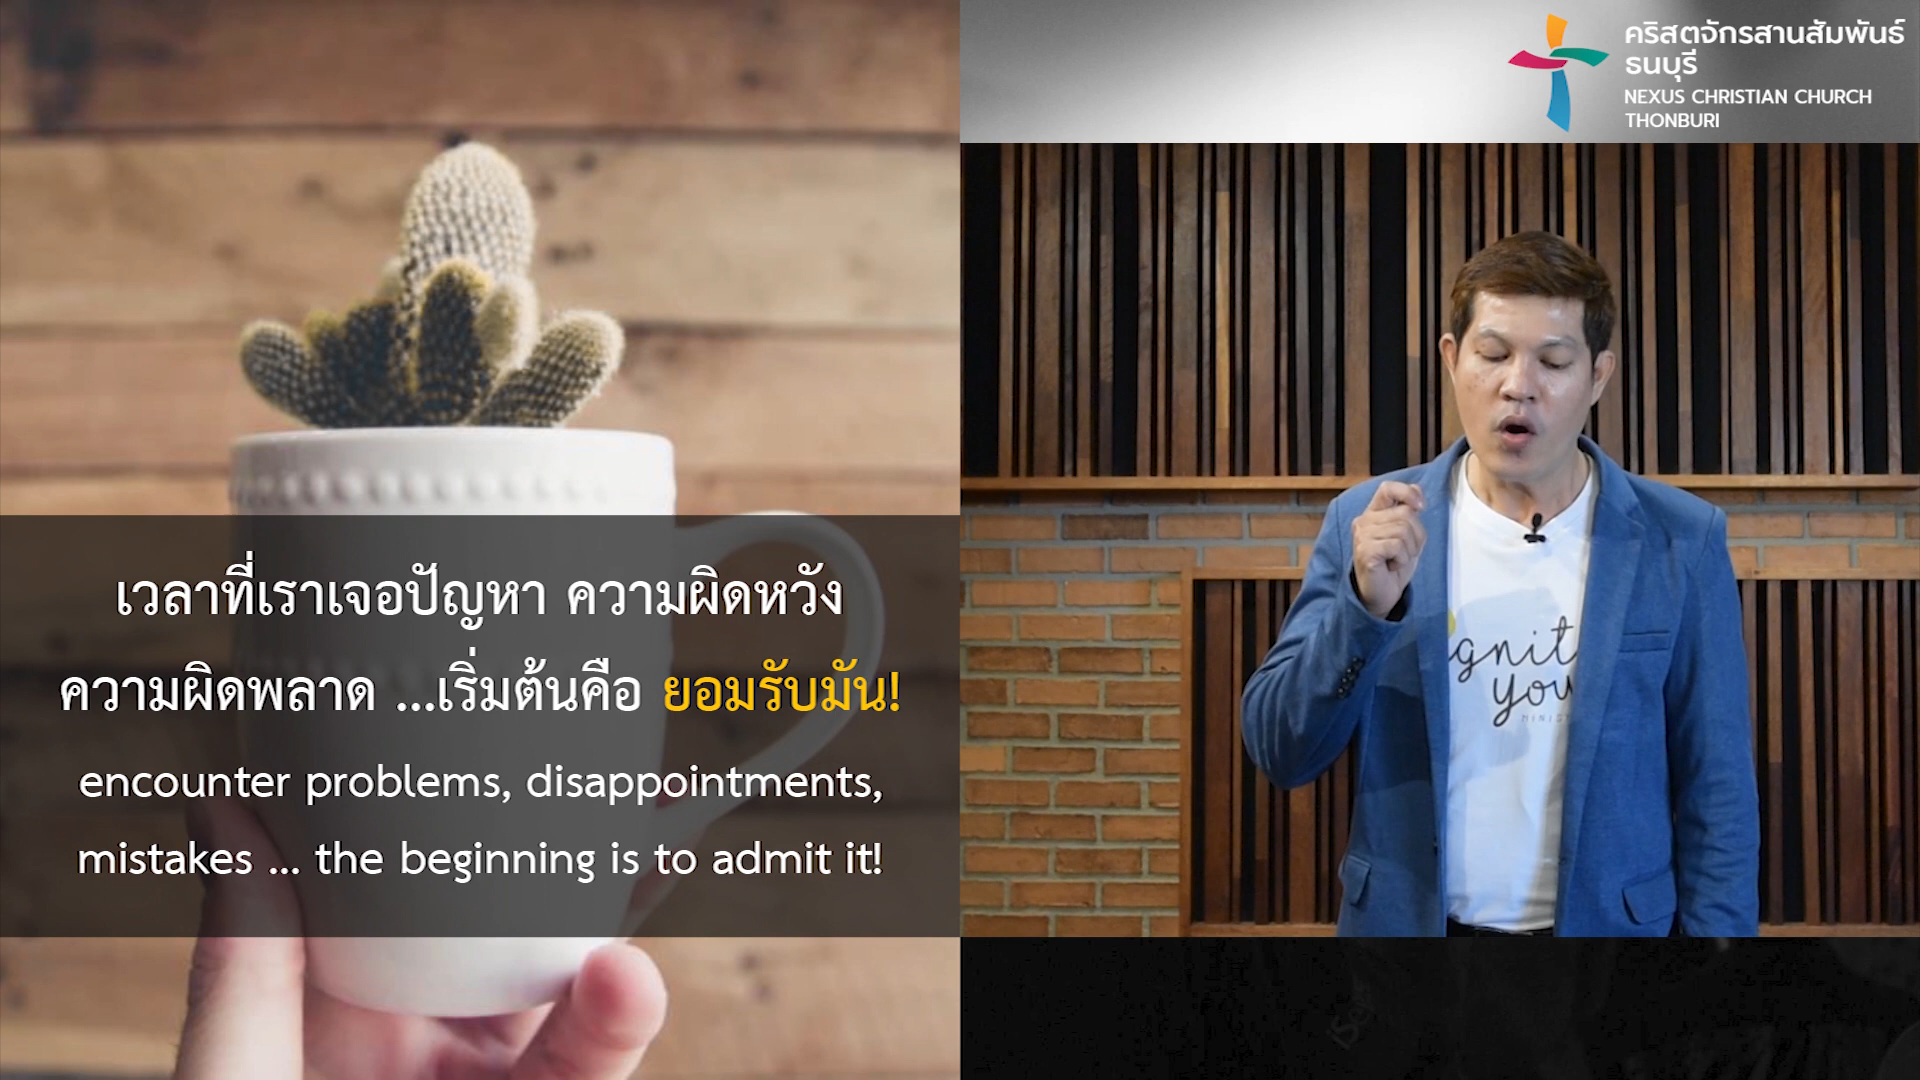 คริสตจักรสานสัมพันธ์
ธนบุรี
NEXUS CHRISTIAN CHURCH
THONBURI
เวลาที่เราเจอปัญหา ความผิดหวัง
ความผิดพลาด ...เริ่มต้นคือ ยอมรับมัน!
encounter problems, disappointments,
mistakes ... the beginning is to admit it!
gnit
you